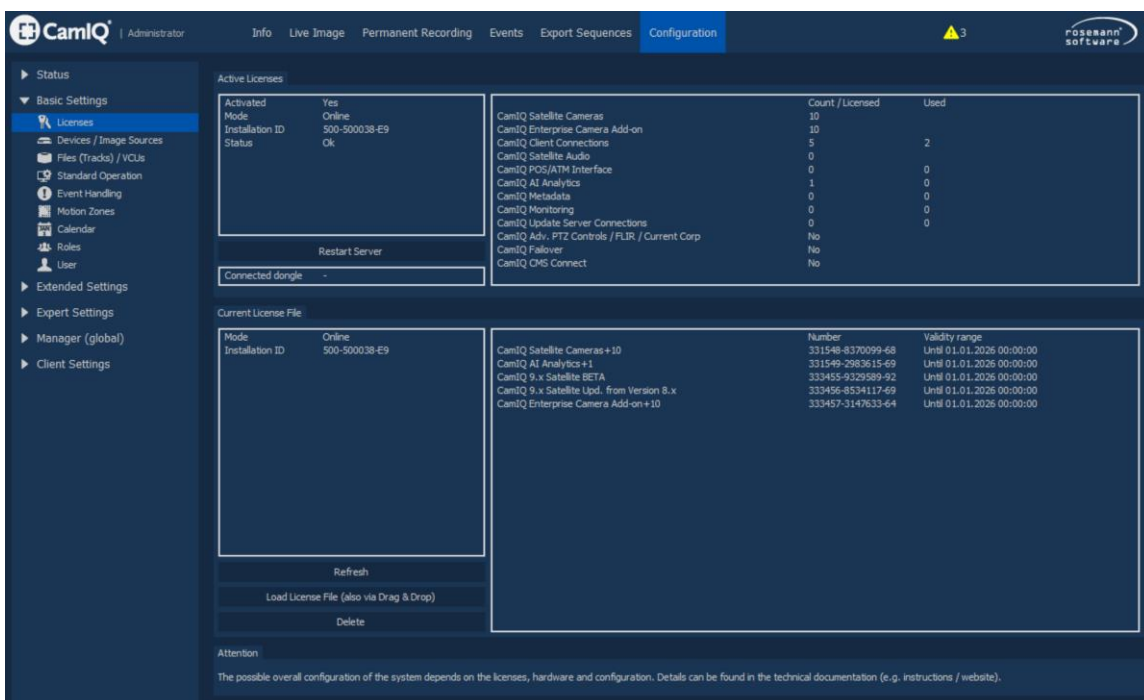 CamIQ | Administrator
Info Live Image Permanent Recording Events Export Sequences Configuration
3
rosemann
software
Status
Basic Settings
Licenses
Devices / Image Sources
Files (Tracks) / VCUs
Standard Operation
Event Handling
Motion Zones
Calendar
Roles
User
Extended Settings
Expert Settings
Manager (global)
Client Settings
Active Licenses
Activated Yes
Mode Online
Installation ID 500-500038-E9
Status Ok
Restart Server
Connected dongle -
Count / Licensed Used
CamIQ Satellite Cameras 10
CamIQ Enterprise Camera Add-on 10
CamIQ Client Connections 5 2
CamIQ Satellite Audio 0
CamIQ POS/ATM Interface 0 0
CamIQ AI Analytics 1 0
CamIQ Metadata 0 0
CamIQ Monitoring 0 0
CamIQ Update Server Connections 0 0
CamIQ Adv. PTZ Controls / FLIR / Current Corp No
CamIQ Failover No
CamIQ CMS Connect No
Current License File
Mode Online
Installation ID 500-500038-E9
Refresh
Load License File (also via Drag & Drop)
Delete
Number Validity range
CamIQ Satellite Cameras+10 331548-8370099-68 Until 01.01.2026 00:00:00
CamIQ AI Analytics+1 331549-2983615-69 Until 01.01.2026 00:00:00
CamIQ 9.x Satellite BETA 333455-9329589-92 Until 01.01.2026 00:00:00
CamIQ 9.x Satellite Upd. from Version 8.x 333456-8534117-69 Until 01.01.2026 00:00:00
CamIQ Enterprise Camera Add-on+10 333457-3147633-64 Until 01.01.2026 00:00:00
Attention
The possible overall configuration of the system depends on the licenses, hardware and configuration. Details can be found in the technical documentation (e.g. instructions / website).